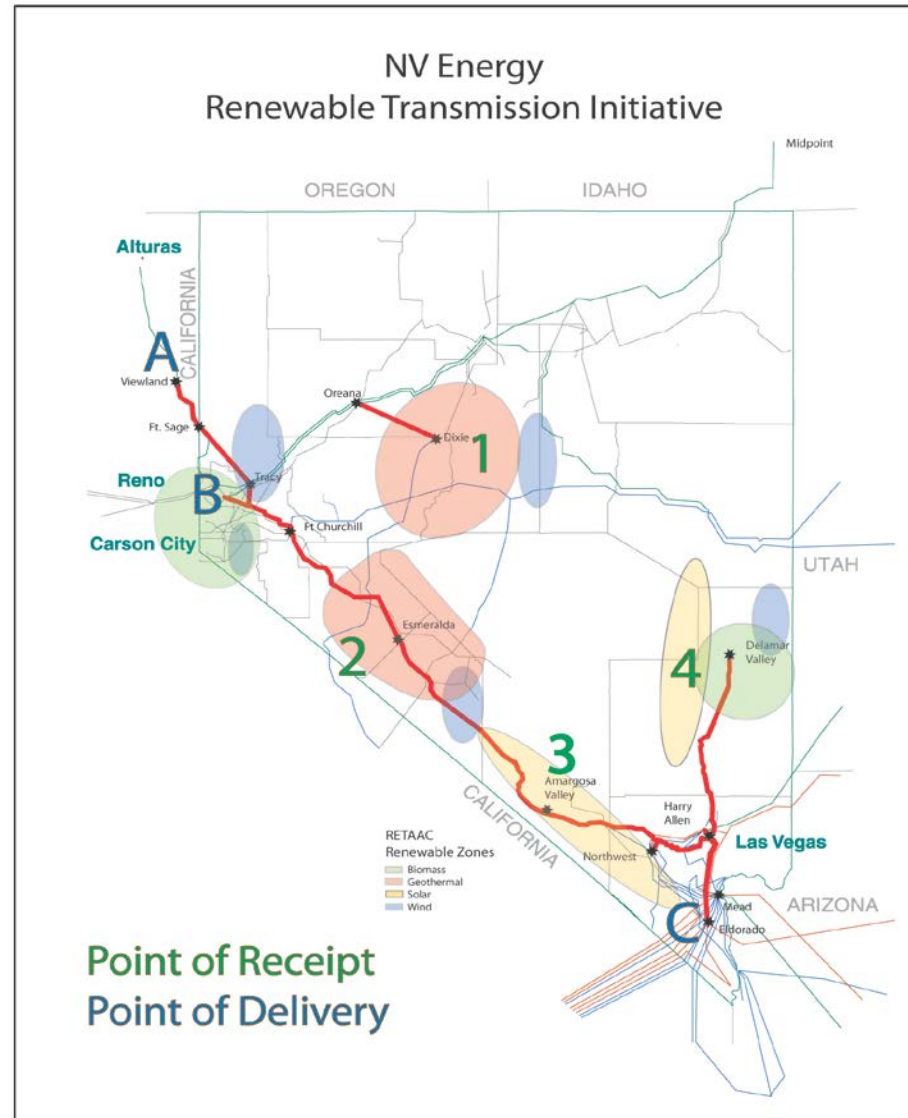 NV Energy
Renewable Transmission Initiative
Midpoint
OREGON
IDAHO
Alturas
CALIFORNIA
A
Viewland
Oreana
Ft. Sage
Dixie
1
Reno
Tracy
B
Ft Churchill
Carson City
UTAH
Esmeralda
2
Delamar
Valley
4
3
Amargosa
Valley
CALIFORNIA
Harry
Allen
Las Vegas
RETAAC
Renewable Zones
Biomass
Geothermal
Solar
Wind
Northwest
Mead
ARIZONA
C
Eldorado
Point of Receipt
Point of Delivery